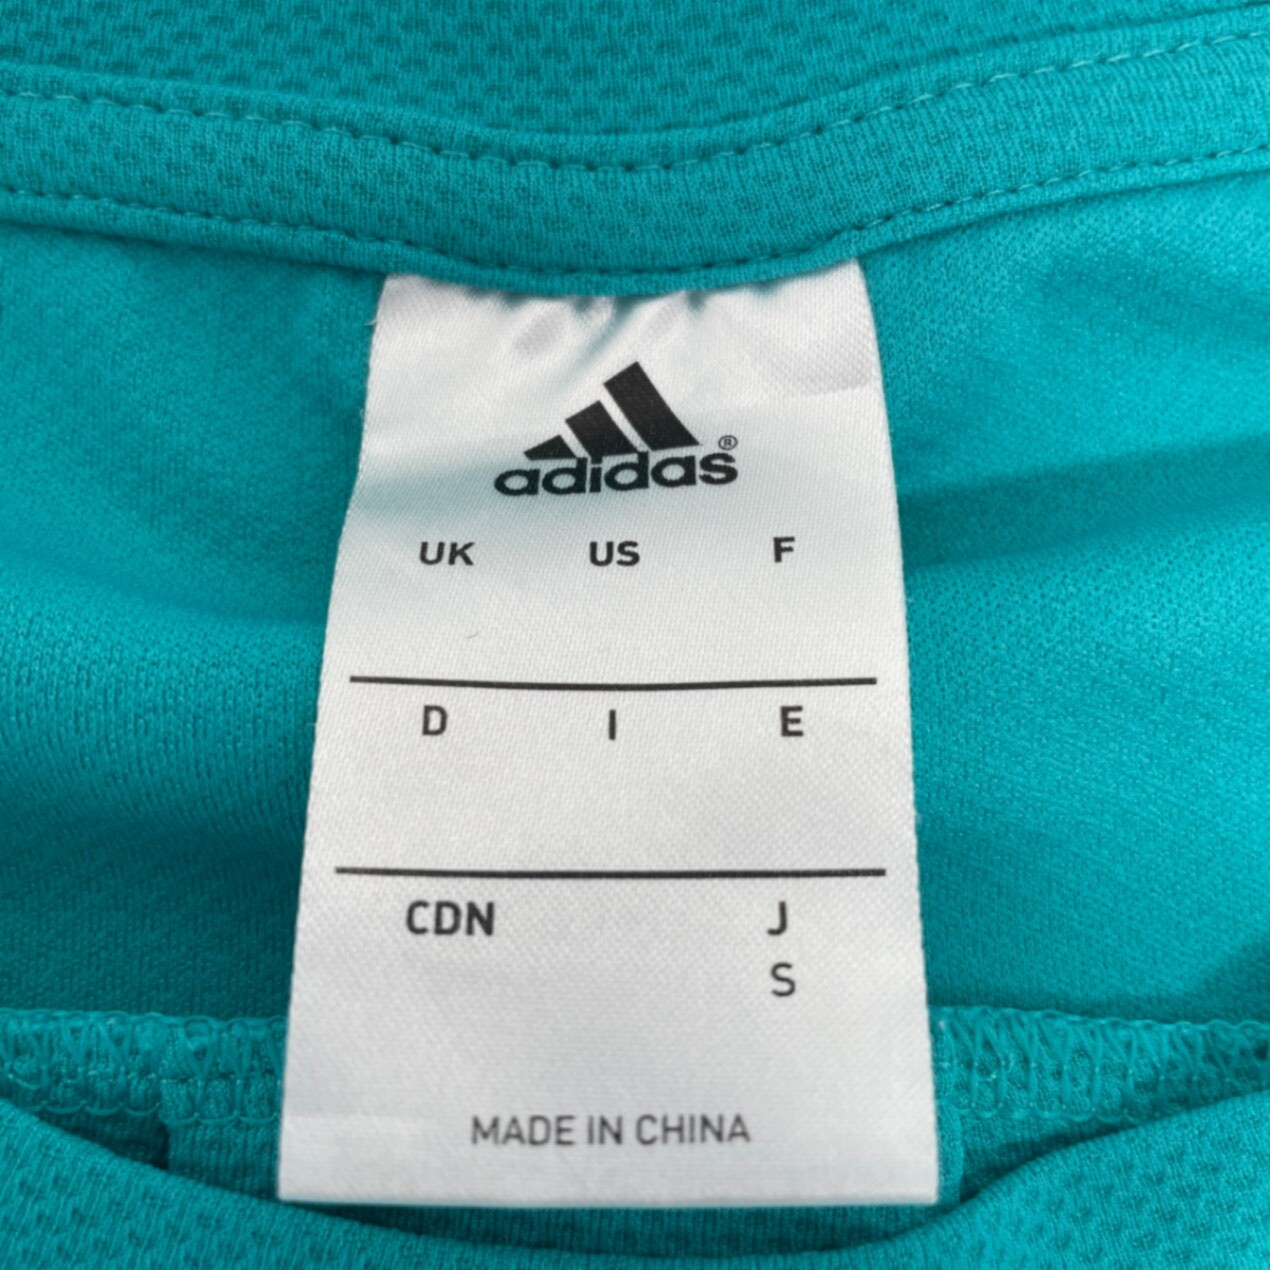 adidas®
UK US F
D I E
CDN J
S
MADE IN CHINA